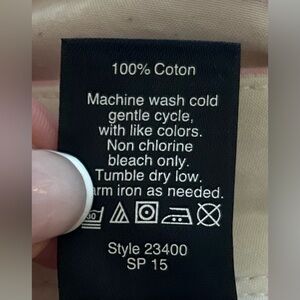 100% Coton
Machine wash cold
gentle cycle,
with like colors.
Non chlorine
bleach only.
Tumble dry low.
arm iron as needed.
30
Style 23400
SP 15